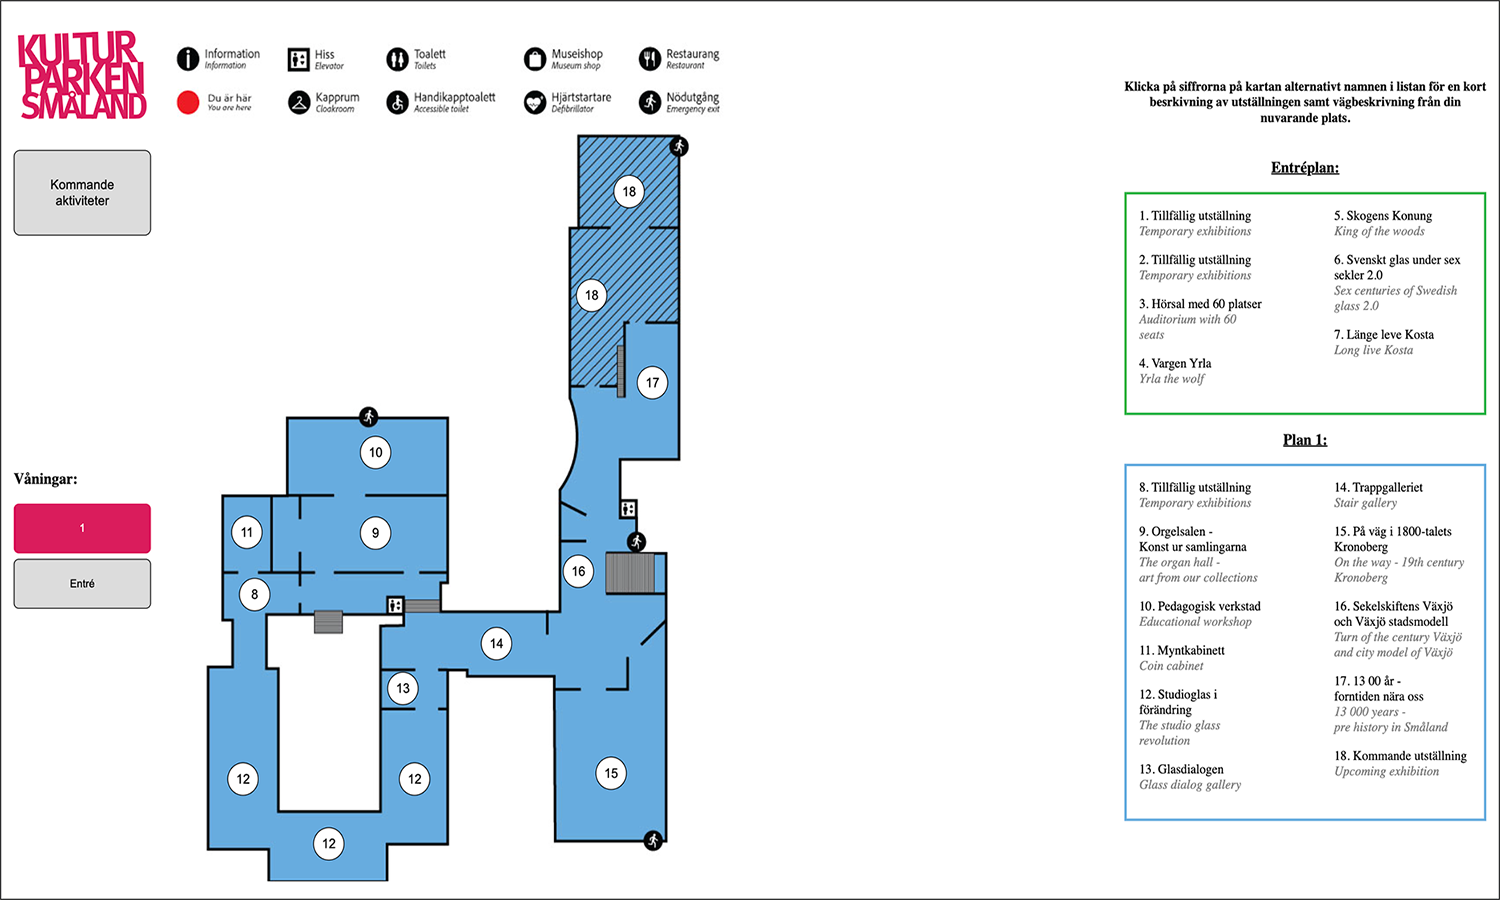 KULTUR
PARKEN
SMÅLAND
Information
Information
Hiss
Elevator
Toalett
Toilets
Museishop
Museum shop
Restaurang
Restaurant
Du är här
You are here
Kapprum
Cloakroom
Handikapptoalett
Accessible toilet
Hjärtstartare
Defibrillator
Nödutgång
Emergency exit
Kommande
aktiviteter
Våningar:
1
Entré
18
18
17
10
11
9
8
16
14
13
12
12
12
15
Klicka på siffrorna på kartan alternativt namnen i listan för en kort
besrkivning av utställningen samt vägbeskrivning från din
nuvarande plats.
Entréplan:
1. Tillfällig utställning
Temporary exhibitions
2. Tillfällig utställning
Temporary exhibitions
3. Hörsal med 60 platser
Auditorium with 60
seats
4. Vargen Yrla
Yrla the wolf
5. Skogens Konung
King of the woods
6. Svenskt glas under sex
sekler 2.0
Sex centuries of Swedish
glass 2.0
7. Länge leve Kosta
Long live Kosta
Plan 1:
8. Tillfällig utställning
Temporary exhibitions
9. Orgelsalen -
Konst ur samlingarna
The organ hall -
art from our collections
10. Pedagogisk verkstad
Educational workshop
11. Myntkabinett
Coin cabinet
12. Studioglas i
förändring
The studio glass
revolution
13. Glasdialogen
Glass dialog gallery
14. Trappgalleriet
Stair gallery
15. På väg i 1800-talets
Kronoberg
On the way - 19th century
Kronoberg
16. Sekelskiftens Växjö
och Växjö stadsmodell
Turn of the century Växjö
and city model of Växjö
17. 13 00 år -
forntiden nära oss
13 000 years -
pre history in Småland
18. Kommande utställning
Upcoming exhibition